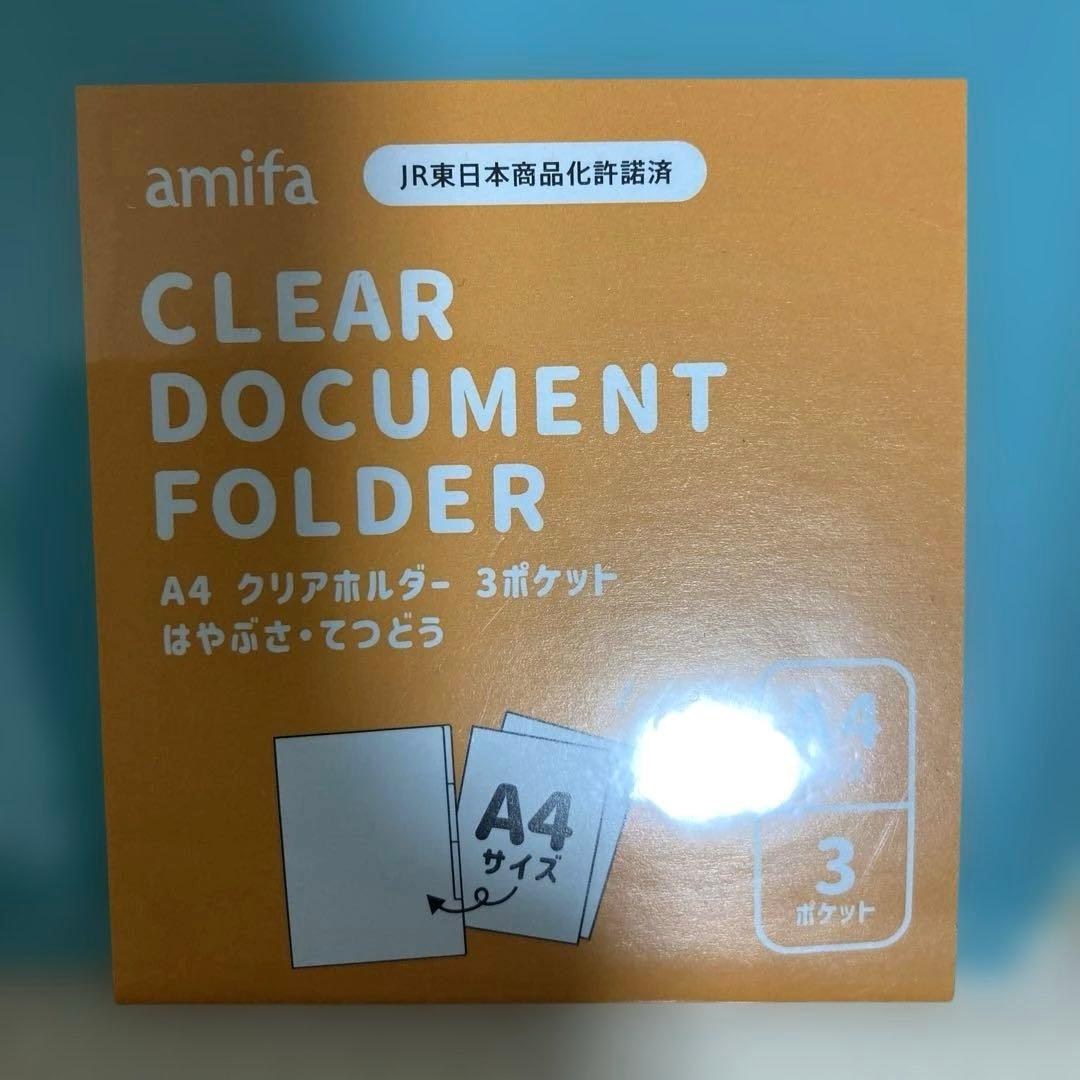 amifa
JR東日本商品化許諾済
CLEAR
DOCUMENT
FOLDER
A4 クリアホルダー 3ポケット
はやぶさ・てつどう
A4
サイズ
A4
3
ポケット